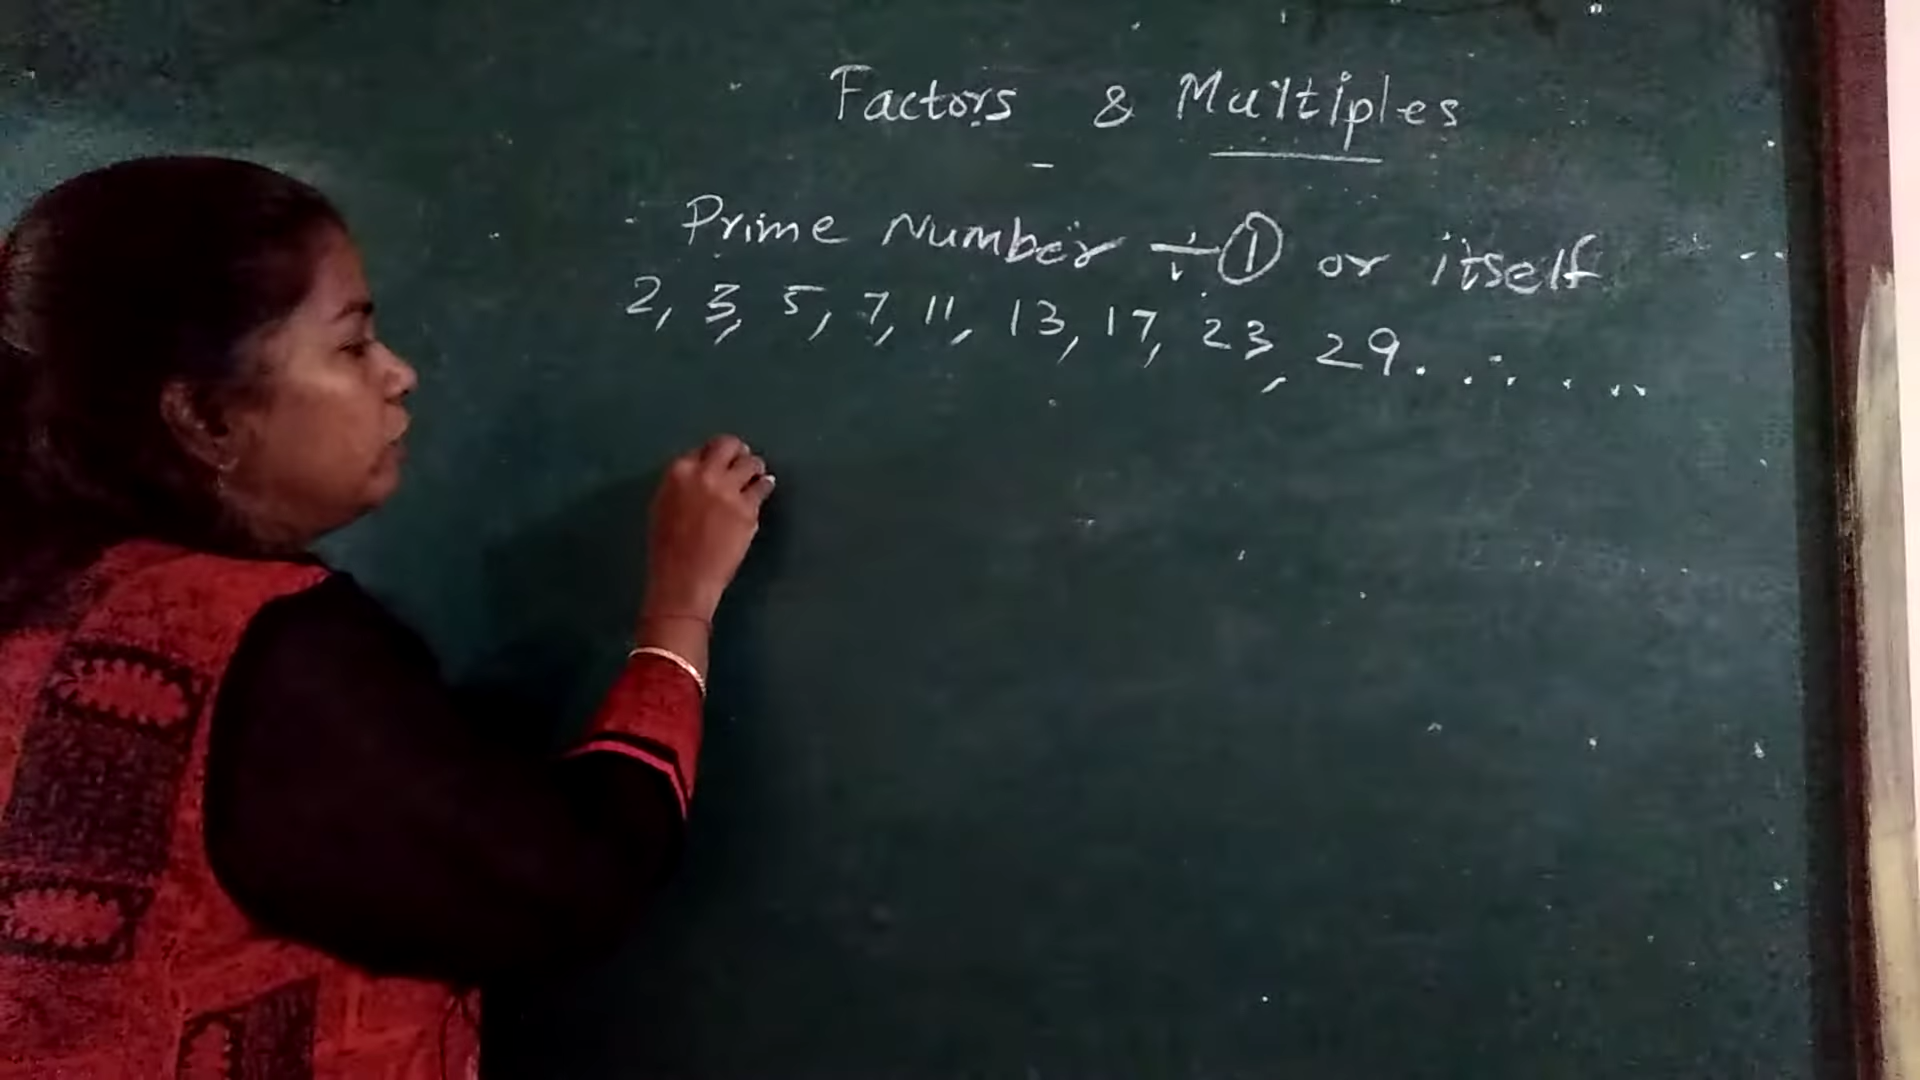 Factors & Multiples
Prime Number ÷ 1 or itself
2, 3, 5, 7, 11, 13, 17, 23, 29.......